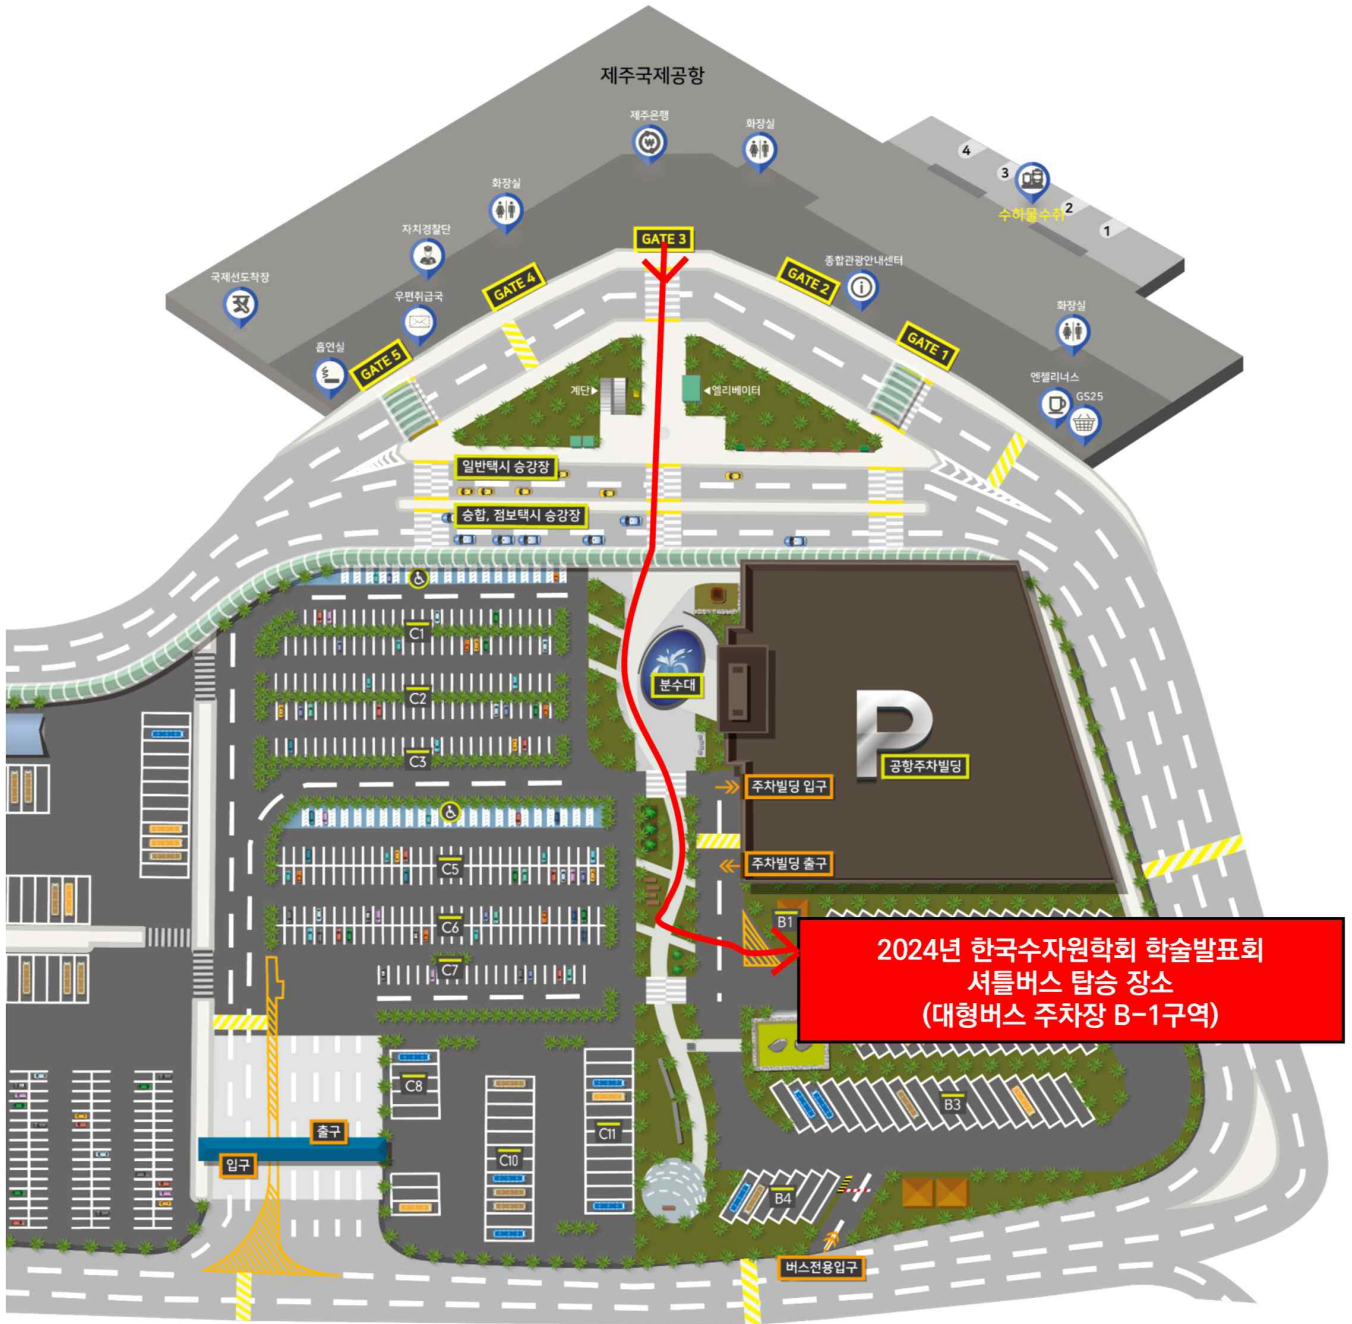 제주국제공항
제주은행
화장실
4
3
수하물수취
2
1
화장실
자치경찰단
국제선도착장
우편취급국
흡연실
GATE 3
GATE 4
GATE 5
종합관광안내센터
GATE 2
GATE 1
화장실
엔젤리너스
GS25
계단▶
◀엘리베이터
일반택시 승강장
승합, 점보택시 승강장
C1
C2
C3
분수대
P
공항주차빌딩
주차빌딩 입구
주차빌딩 출구
C5
C6
C7
B1
2024년 한국수자원학회 학술발표회
셔틀버스 탑승 장소
(대형버스 주차장 B-1구역)
C8
C10
C11
B3
B4
출구
입구
버스전용입구